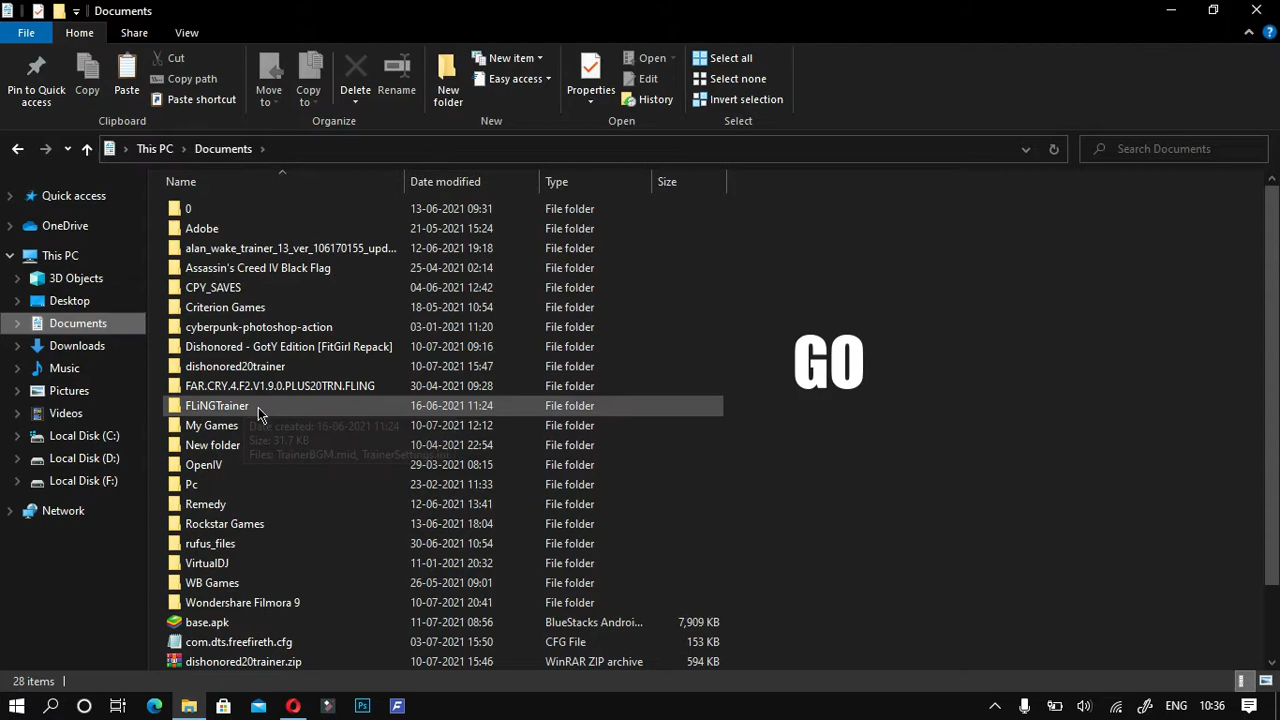 Documents
File
Home
Share
View
Pin to Quick access
Copy
Paste
Cut
Copy path
Paste shortcut
Clipboard
Move to
Copy to
Delete
Rename
Organize
New folder
New item
Easy access
New
Properties
Open
Edit
History
Open
Select all
Select none
Invert selection
Select
This PC
Documents
Search Documents
Quick access
OneDrive
This PC
3D Objects
Desktop
Documents
Downloads
Music
Pictures
Videos
Local Disk (C:)
Local Disk (D:)
Local Disk (F:)
Network
Name Date modified Type Size
0 13-06-2021 09:31 File folder
Adobe 21-05-2021 15:24 File folder
alan_wake_trainer_13_ver_106170155_upd... 12-06-2021 19:18 File folder
Assassin's Creed IV Black Flag 25-04-2021 02:14 File folder
CPY_SAVES 04-06-2021 12:42 File folder
Criterion Games 18-05-2021 10:54 File folder
cyberpunk-photoshop-action 03-01-2021 11:20 File folder
Dishonored - GotY Edition [FitGirl Repack] 10-07-2021 09:16 File folder
dishonored20trainer 10-07-2021 15:47 File folder
FAR.CRY.4.F2.V1.9.0.PLUS20TRN.FLING 30-04-2021 09:28 File folder
FLiNGTrainer 16-06-2021 11:24 File folder
My Games 10-07-2021 12:12 File folder
New folder 10-04-2021 22:54 File folder
OpenIV 29-03-2021 08:15 File folder
Pc 23-02-2021 11:33 File folder
Remedy 12-06-2021 13:41 File folder
Rockstar Games 13-06-2021 18:04 File folder
rufus_files 30-06-2021 10:54 File folder
VirtualDJ 11-01-2021 20:32 File folder
WB Games 26-05-2021 09:01 File folder
Wondershare Filmora 9 10-07-2021 20:41 File folder
base.apk 11-07-2021 08:56 BlueStacks Androi... 7,909 KB
com.dts.freefireth.cfg 03-07-2021 15:50 CFG File 153 KB
dishonored20trainer.zip 10-07-2021 15:46 WinRAR ZIP archive 594 KB
Date created: 16-06-2021 11:24
Size: 31.7 KB
Files: TrainerBGM.mid, TrainerSettings.ini
GO
28 items
Ps
F
ENG 10:36